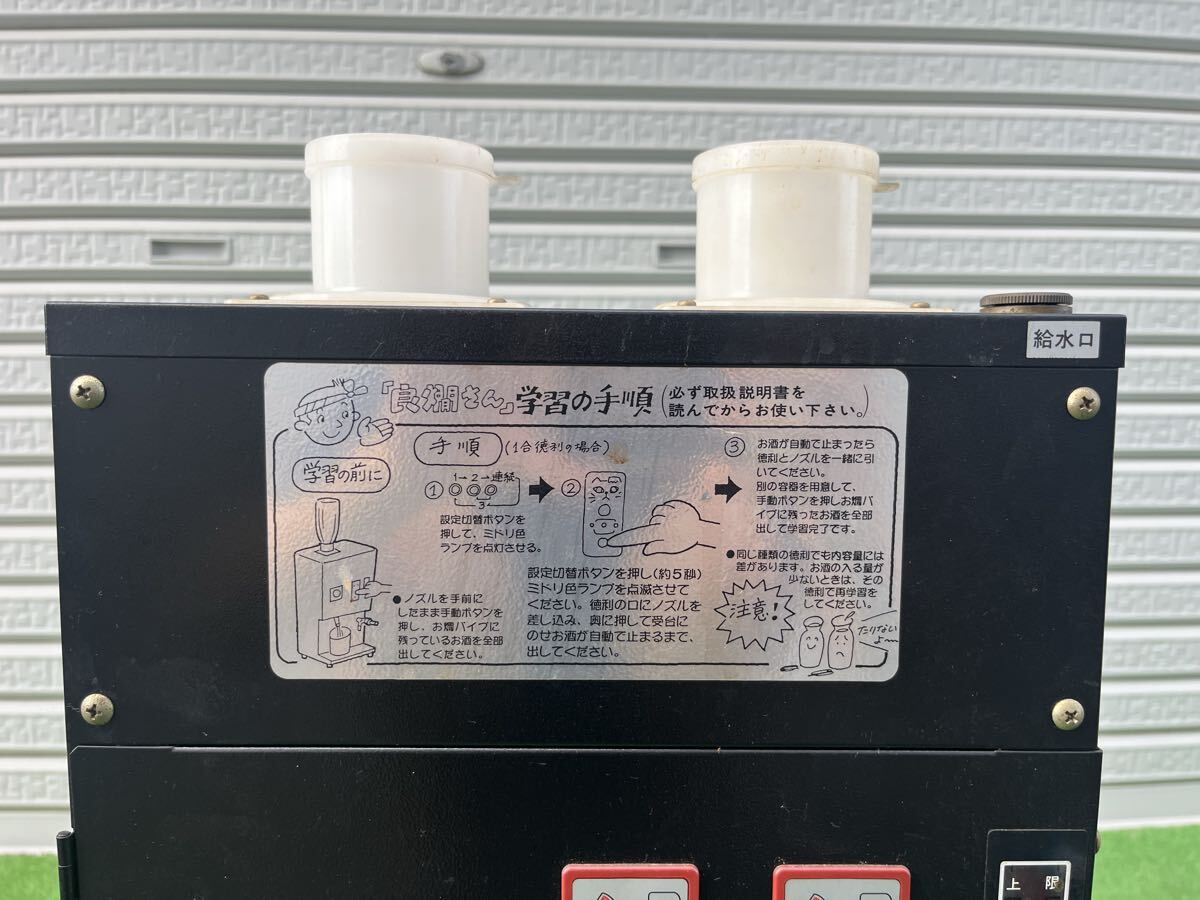 給水口
「良燗さん」学習の手順
(必ず取扱説明書を
読んでからお使い下さい。)
学習の前に
●ノズルを手前に
したまま手動ボタンを
押し、お燗パイプに
残っているお酒を全部
出してください。
手順 (1合徳利の場合)
① 1→2→連続
3
設定切替ボタンを
押して、ミドリ色
ランプを点灯させる。
②
設定切替ボタンを押し(約5秒)
ミドリ色ランプを点滅させて
ください。徳利の口にノズルを
差し込み、奥に押して受台に
のせお酒が自動で止まるまで、
出してください。
③ お酒が自動で止まったら
徳利とノズルを一緒に引
いてください。
別の容器を用意して、
手動ボタンを押しお燗パ
イプに残ったお酒を全部
出して学習完了です。
●同じ種類の徳利でも内容量には
差があります。お酒の入る量が
少ないときは、その
徳利で再学習を
してください。
注意!
たりない
よー
上 限